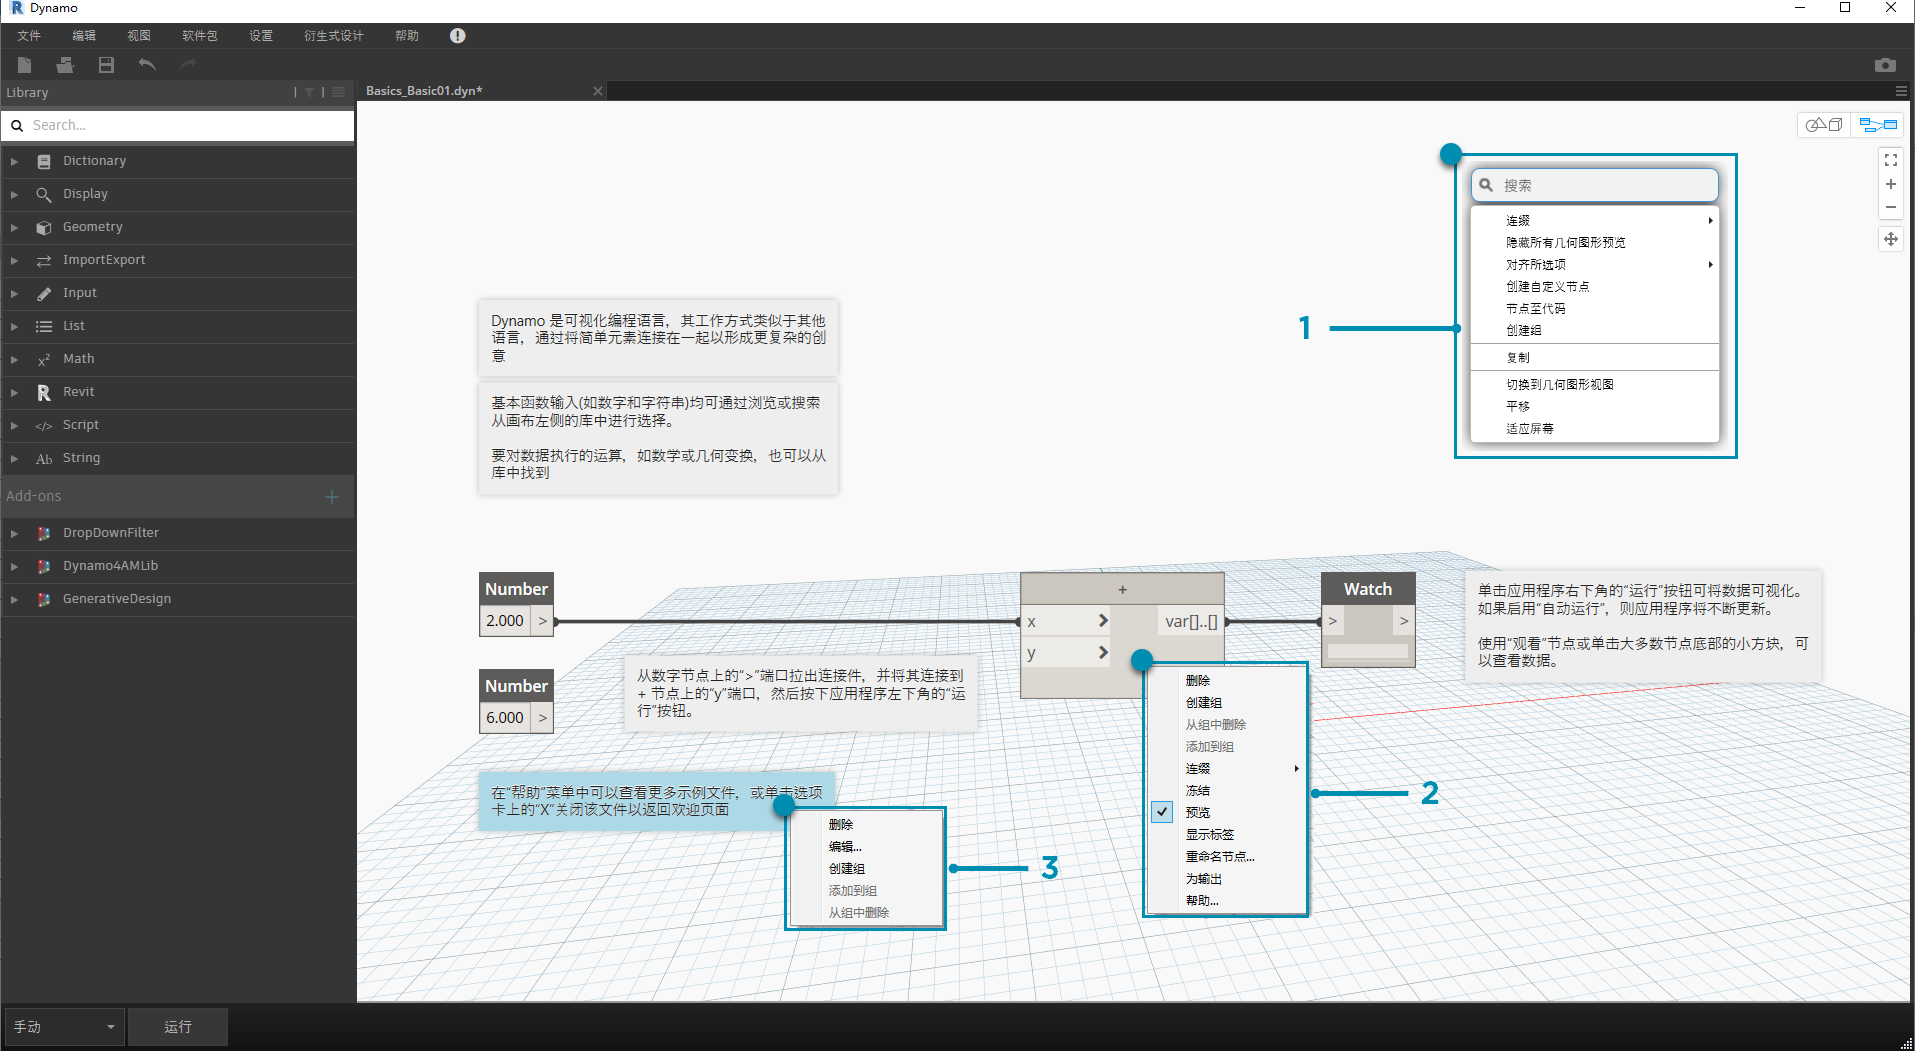 Dynamo
文件 编辑 视图 软件包 设置 衍生式设计 帮助
Library
Basics_Basic01.dyn*
Search...
Dictionary
Display
Geometry
ImportExport
Input
List
Math
Revit
Script
String
Add-ons
DropDownFilter
Dynamo4AMLib
GenerativeDesign
Dynamo 是可视化编程语言，其工作方式类似于其他
语言，通过将简单元素连接在一起以形成更复杂的创
意
基本函数输入(如数字和字符串)均可通过浏览或搜索
从画布左侧的库中进行选择。
要对数据执行的运算，如数学或几何变换，也可以从
库中找到
1
搜索
连缀
隐藏所有几何图形预览
对齐所选项
创建自定义节点
节点至代码
创建组
复制
切换到几何图形视图
平移
适应屏幕
Number
2.000 >
Number
6.000 >
+
x >
y >
var[]..[]
Watch
> >
单击应用程序右下角的“运行”按钮可将数据可视化。
如果启用“自动运行”，则应用程序将不断更新。
使用“观看”节点或单击大多数节点底部的小方块，可
以查看数据。
从数字节点上的“>”端口拉出连接件，并将其连接到
+ 节点上的“y”端口，然后按下应用程序左下角的“运
行”按钮。
在“帮助”菜单中可以查看更多示例文件，或单击选项
卡上的“X”关闭该文件以返回欢迎页面
删除
创建组
从组中删除
添加到组
连缀
冻结
预览
显示标签
重命名节点...
为输出
帮助...
2
删除
编辑...
创建组
添加到组
从组中删除
3
手动 运行